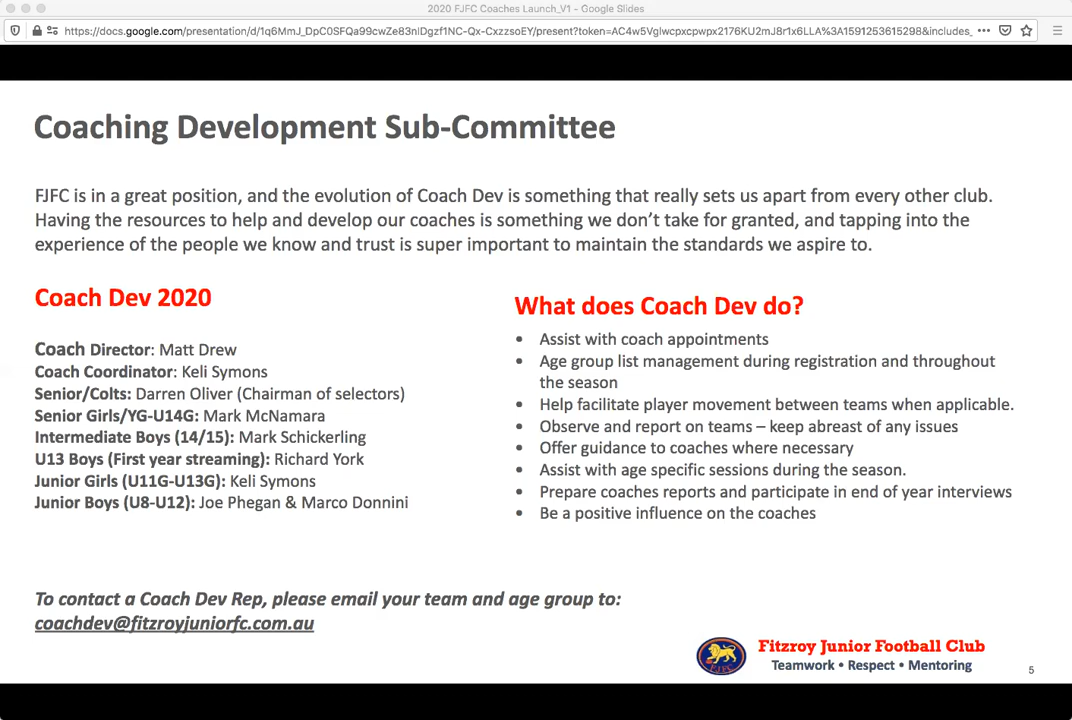 2020 FJFC Coaches Launch_V1 - Google Slides
https://docs.google.com/presentation/d/1q6MmJ_DpC0SFQa99cwZe83nlDgzf1NC-Qx-CxzzsoEY/present?token=AC4w5Vglwcpxcpwpx2176KU2mJ8r1x6LLA%3A1591253615298&includes_
Coaching Development Sub-Committee
FJFC is in a great position, and the evolution of Coach Dev is something that really sets us apart from every other club.
Having the resources to help and develop our coaches is something we don't take for granted, and tapping into the
experience of the people we know and trust is super important to maintain the standards we aspire to.
Coach Dev 2020
Coach Director: Matt Drew
Coach Coordinator: Keli Symons
Senior/Colts: Darren Oliver (Chairman of selectors)
Senior Girls/YG-U14G: Mark McNamara
Intermediate Boys (14/15): Mark Schickerling
U13 Boys (First year streaming): Richard York
Junior Girls (U11G-U13G): Keli Symons
Junior Boys (U8-U12): Joe Phegan & Marco Donnini
What does Coach Dev do?
• Assist with coach appointments
• Age group list management during registration and throughout
the season
• Help facilitate player movement between teams when applicable.
• Observe and report on teams – keep abreast of any issues
• Offer guidance to coaches where necessary
• Assist with age specific sessions during the season.
• Prepare coaches reports and participate in end of year interviews
• Be a positive influence on the coaches
To contact a Coach Dev Rep, please email your team and age group to:
coachdev@fitzroyjuniorfc.com.au
FJFC
Fitzroy Junior Football Club
Teamwork • Respect • Mentoring
5